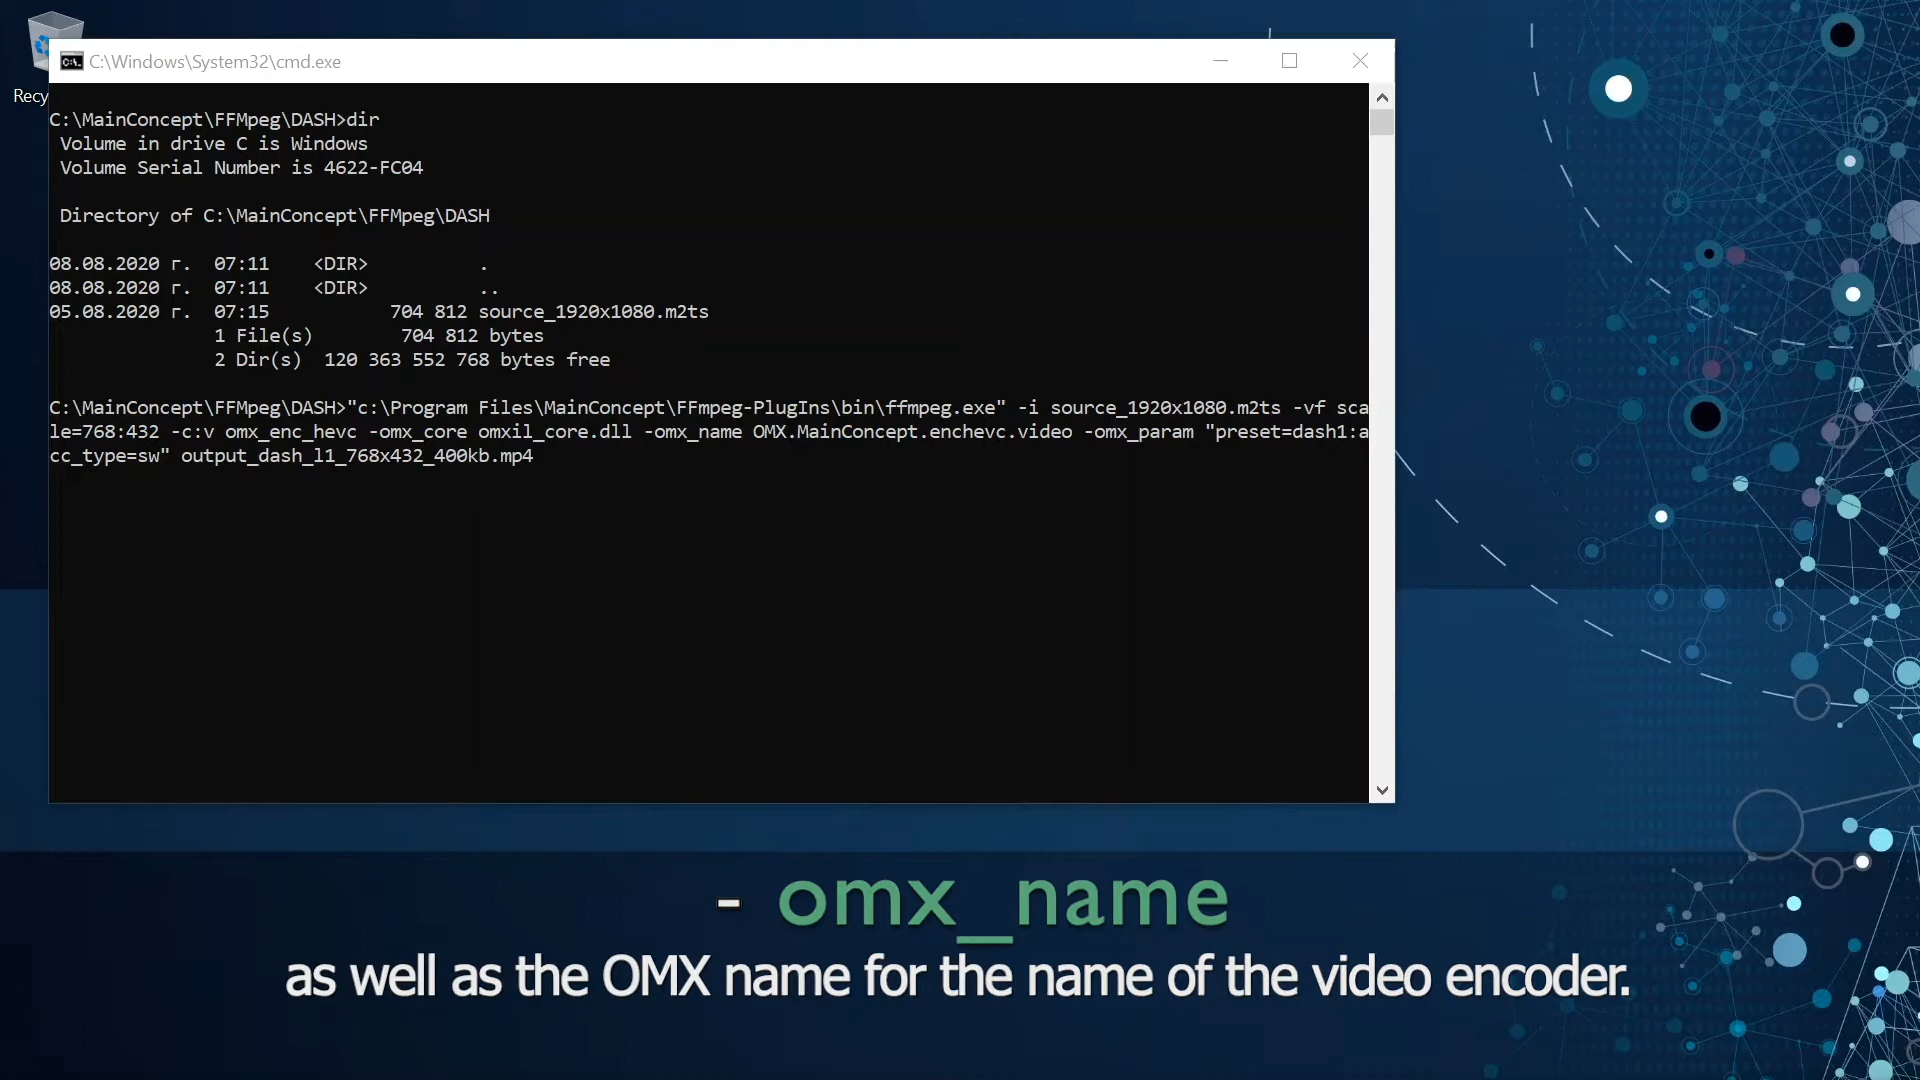 Recy
C:\Windows\System32\cmd.exe
C:\MainConcept\FFMpeg\DASH>dir
Volume in drive C is Windows
Volume Serial Number is 4622-FC04
Directory of C:\MainConcept\FFMpeg\DASH
08.08.2020 г. 07:11 <DIR> .
08.08.2020 г. 07:11 <DIR> ..
05.08.2020 г. 07:15 704 812 source_1920x1080.m2ts
1 File(s) 704 812 bytes
2 Dir(s) 120 363 552 768 bytes free
C:\MainConcept\FFMpeg\DASH>"c:\Program Files\MainConcept\FFmpeg-PlugIns\bin\ffmpeg.exe" -i source_1920x1080.m2ts -vf sca
le=768:432 -c:v omx_enc_hevc -omx_core omxil_core.dll -omx_name OMX.MainConcept.enchevc.video -omx_param "preset=dash1:a
cc_type=sw" output_dash_l1_768x432_400kb.mp4
- omx_name
as well as the OMX name for the name of the video encoder.